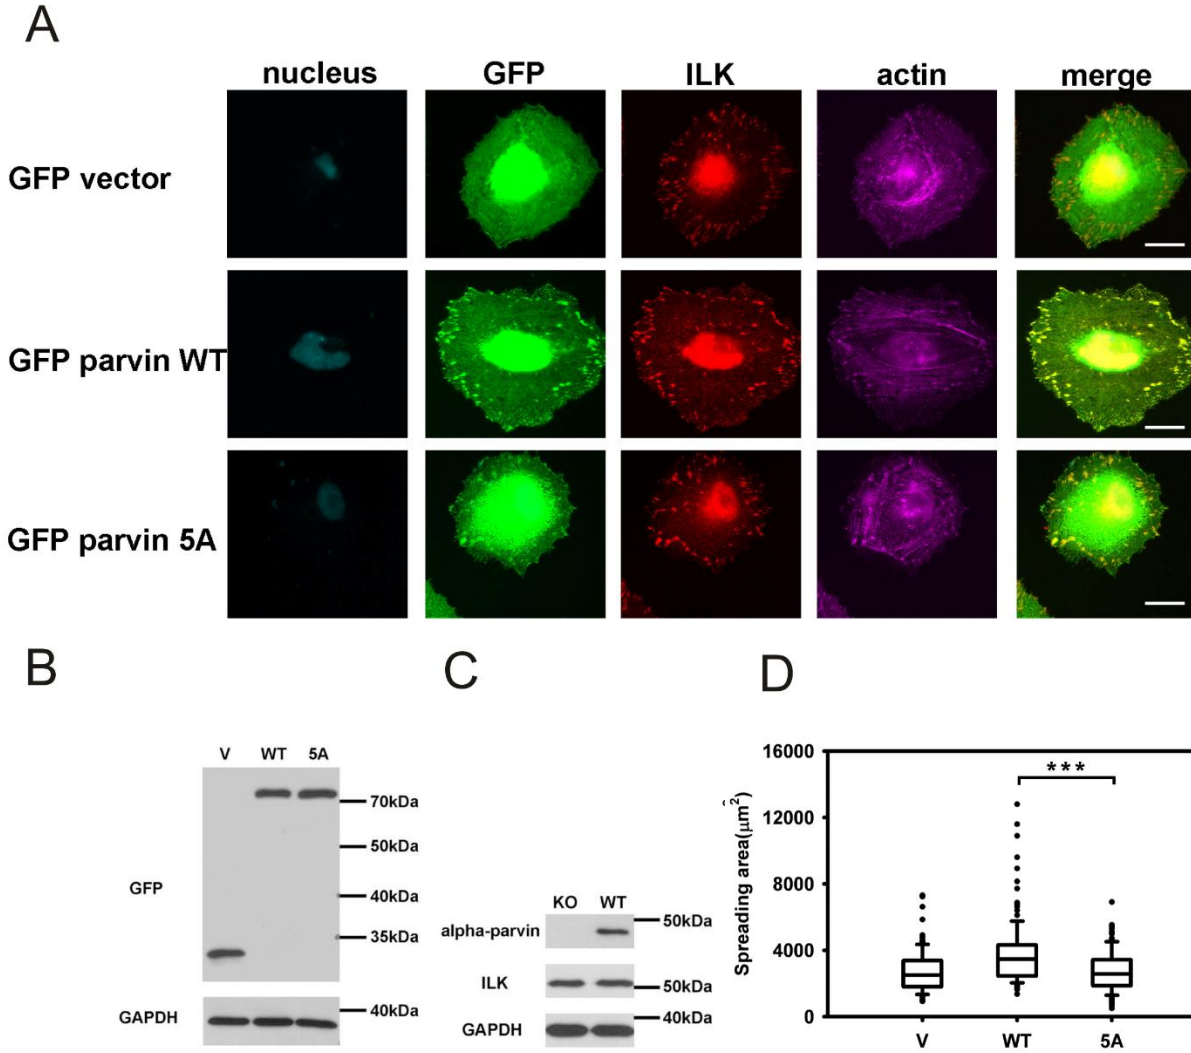 A
nucleus GFP ILK actin merge
GFP vector
GFP parvin WT
GFP parvin 5A
B
V WT 5A
70kDa
50kDa
GFP
40kDa
35kDa
40kDa
GAPDH
C
KO WT
50kDa
alpha-parvin
ILK
50kDa
40kDa
GAPDH
D
Spreading area(μm^2)
16000
***
12000
8000
4000
0
V WT 5A